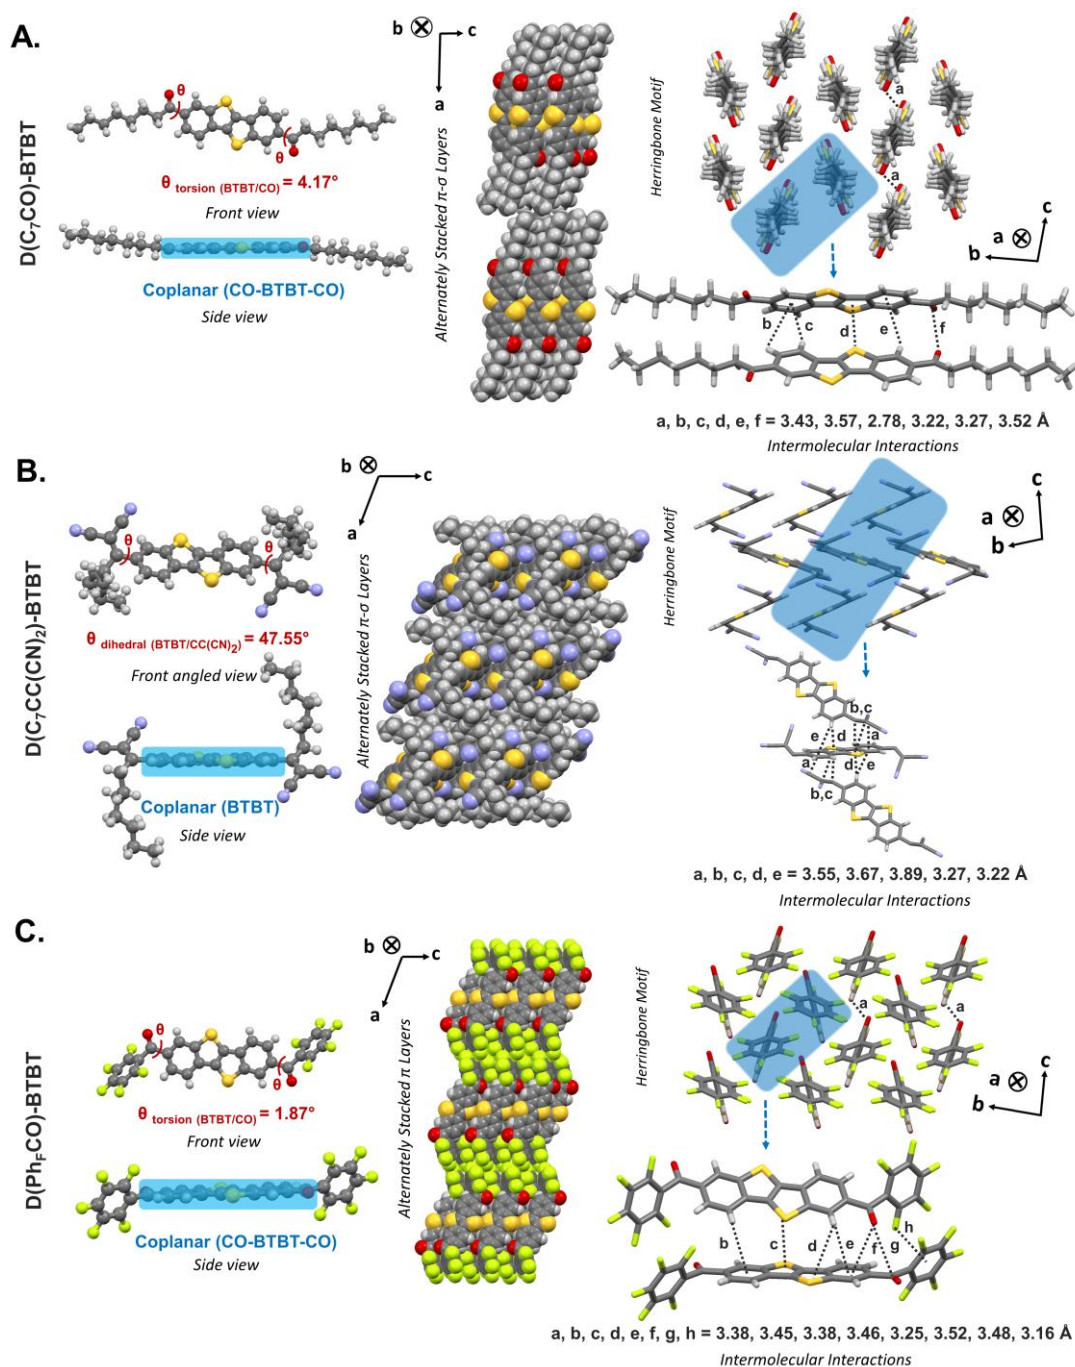 A.
D(C₇CO)-BTBT
θ
θ
θ torsion (BTBT/CO) = 4.17°
Front view
Coplanar (CO-BTBT-CO)
Side view
b
c
a
Alternately Stacked π-σ Layers
Herringbone Motif
a
a
c
a
b
b
c
d
e
f
a, b, c, d, e, f = 3.43, 3.57, 2.78, 3.22, 3.27, 3.52 Å
Intermolecular Interactions
B.
D(C₇CC(CN)₂)-BTBT
θ
θ
θ dihedral (BTBT/CC(CN)₂) = 47.55°
Front angled view
Coplanar (BTBT)
Side view
b
c
a
Alternately Stacked π-σ Layers
Herringbone Motif
c
a
b
b,c
e
d
a
a
d
e
b,c
a, b, c, d, e = 3.55, 3.67, 3.89, 3.27, 3.22 Å
Intermolecular Interactions
C.
D(Ph_FCO)-BTBT
θ
θ
θ torsion (BTBT/CO) = 1.87°
Front view
Coplanar (CO-BTBT-CO)
Side view
b
c
a
Alternately Stacked π Layers
Herringbone Motif
a
a
c
a
b
b
c
d
e
f
g
h
a, b, c, d, e, f, g, h = 3.38, 3.45, 3.38, 3.46, 3.25, 3.52, 3.48, 3.16 Å
Intermolecular Interactions